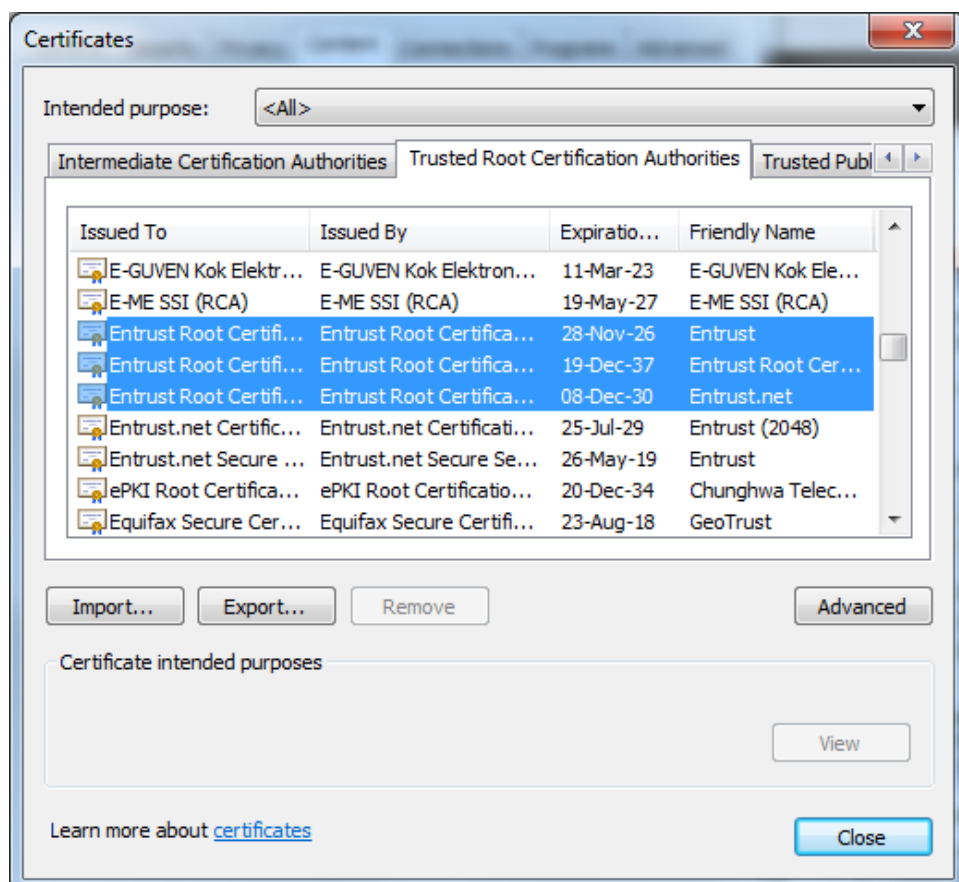 Certificates
Intended purpose: <All>
Intermediate Certification Authorities Trusted Root Certification Authorities Trusted Publ
Issued To Issued By Expiratio... Friendly Name
E-GUVEN Kok Elektr... E-GUVEN Kok Elektron... 11-Mar-23 E-GUVEN Kok Ele...
E-ME SSI (RCA) E-ME SSI (RCA) 19-May-27 E-ME SSI (RCA)
Entrust Root Certifi... Entrust Root Certifica... 28-Nov-26 Entrust
Entrust Root Certifi... Entrust Root Certifica... 19-Dec-37 Entrust Root Cer...
Entrust Root Certifi... Entrust Root Certifica... 08-Dec-30 Entrust.net
Entrust.net Certific... Entrust.net Certificati... 25-Jul-29 Entrust (2048)
Entrust.net Secure ... Entrust.net Secure Se... 26-May-19 Entrust
ePKI Root Certifica... ePKI Root Certificatio... 20-Dec-34 Chunghwa Telec...
Equifax Secure Cer... Equifax Secure Certifi... 23-Aug-18 GeoTrust
Import... Export... Remove Advanced
Certificate intended purposes
View
Learn more about certificates
Close